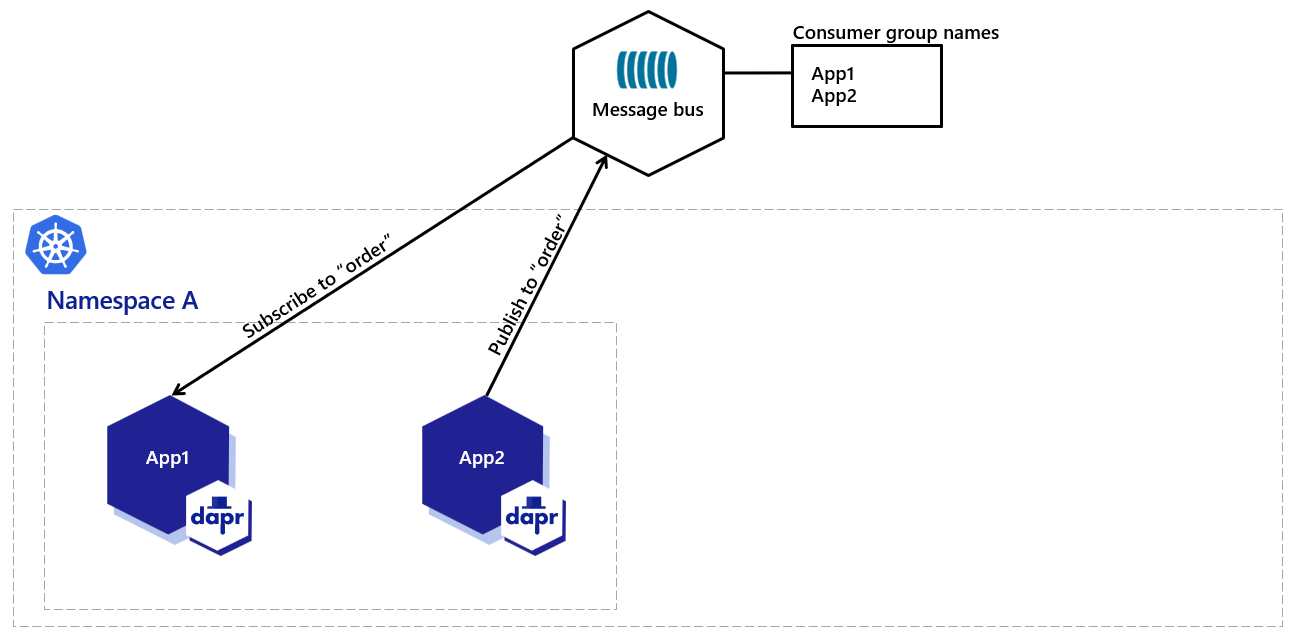 Consumer group names
App1
App2
Message bus
Subscribe to “order”
Publish to “order”
Namespace A
App1
dapr
App2
dapr